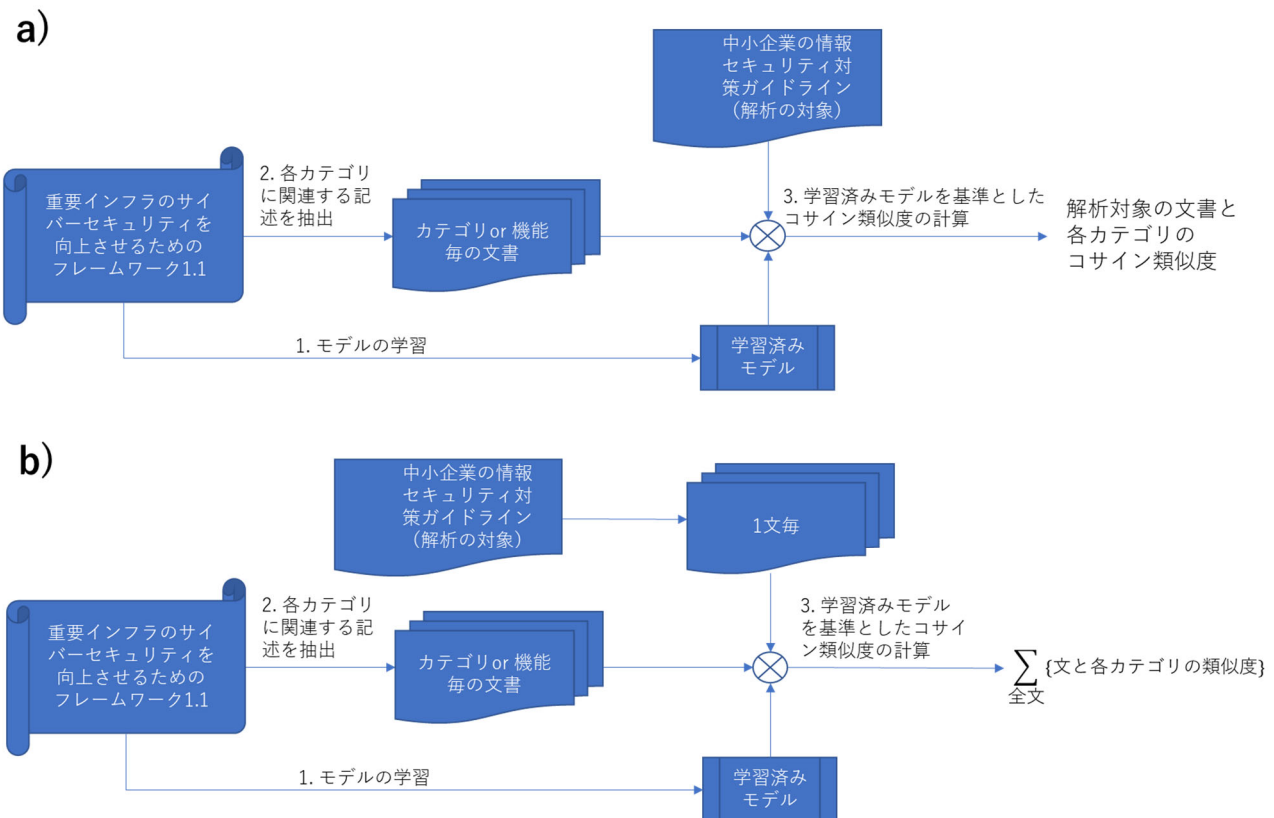 a)
中小企業の情報
セキュリティ対
策ガイドライン
（解析の対象）
重要インフラのサイ
バーセキュリティを
向上させるための
フレームワーク1.1
2. 各カテゴリ
に関連する記
述を抽出
カテゴリor 機能
毎の文書
3. 学習済みモデルを基準とした
コサイン類似度の計算
解析対象の文書と
各カテゴリの
コサイン類似度
1. モデルの学習
学習済み
モデル
b)
中小企業の情報
セキュリティ対
策ガイドライン
（解析の対象）
1文毎
重要インフラのサイ
バーセキュリティを
向上させるための
フレームワーク1.1
2. 各カテゴリ
に関連する記
述を抽出
カテゴリor 機能
毎の文書
3. 学習済みモデル
を基準としたコサイ
ン類似度の計算
∑{文と各カテゴリの類似度}
全文
1. モデルの学習
学習済み
モデル